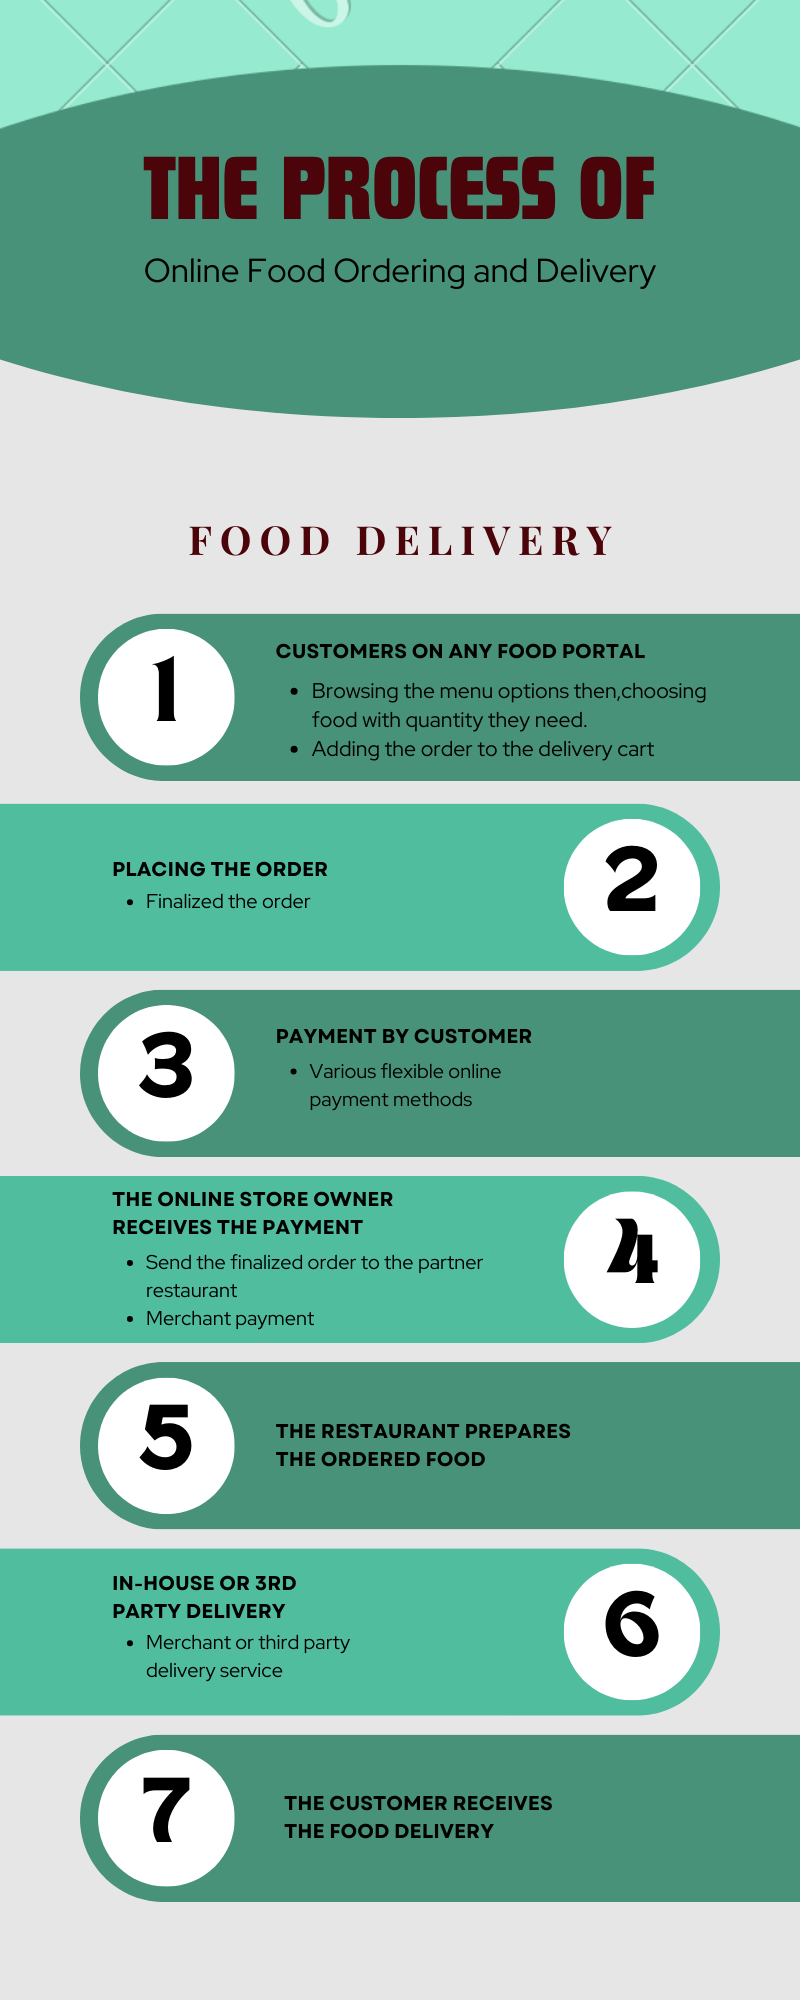 THE PROCESS OF
Online Food Ordering and Delivery
FOOD DELIVERY
1
CUSTOMERS ON ANY FOOD PORTAL
• Browsing the menu options then,choosing
food with quantity they need.
• Adding the order to the delivery cart
PLACING THE ORDER
• Finalized the order
2
3
PAYMENT BY CUSTOMER
• Various flexible online
payment methods
THE ONLINE STORE OWNER
RECEIVES THE PAYMENT
• Send the finalized order to the partner
restaurant
• Merchant payment
4
5
THE RESTAURANT PREPARES
THE ORDERED FOOD
IN-HOUSE OR 3RD
PARTY DELIVERY
• Merchant or third party
delivery service
6
7
THE CUSTOMER RECEIVES
THE FOOD DELIVERY